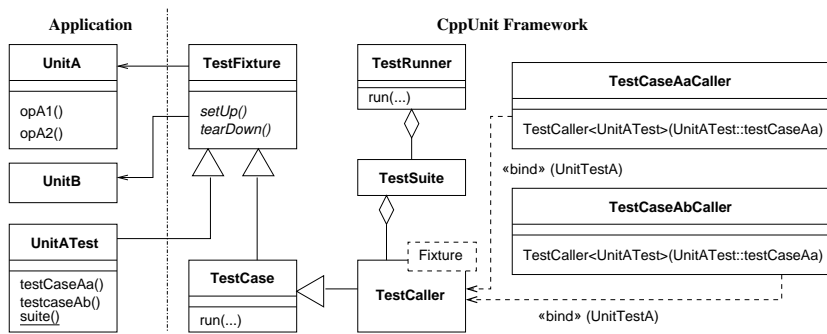 Application
CppUnit Framework
UnitA
opA1()
opA2()
UnitB
UnitATest
testCaseAa()
testcaseAb()
suite()
TestFixture
setUp()
tearDown()
TestCase
run(...)
TestRunner
run(...)
TestSuite
Fixture
TestCaller
TestCaseAaCaller
TestCaller<UnitATest>(UnitATest::testCaseAa)
«bind» (UnitTestA)
TestCaseAbCaller
TestCaller<UnitATest>(UnitATest::testCaseAa)
«bind» (UnitTestA)